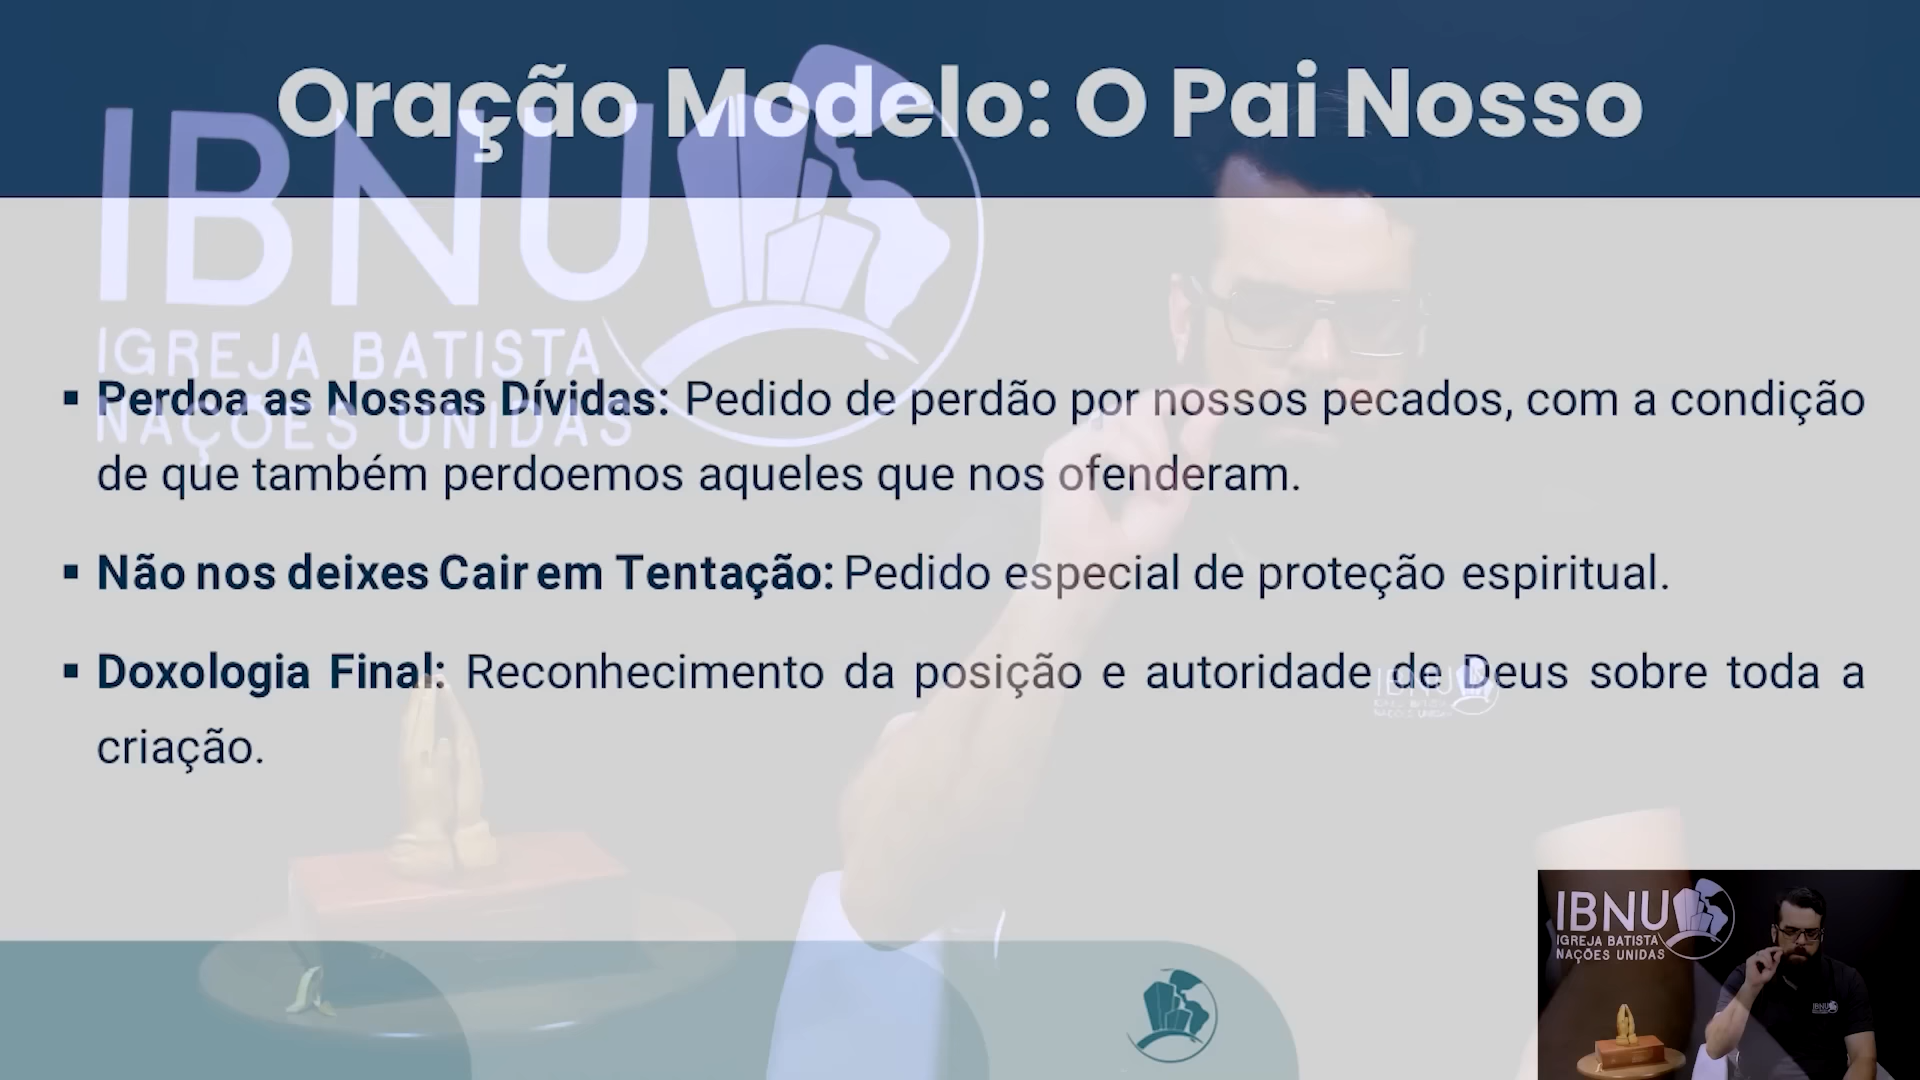 Oração Modelo: O Pai Nosso
IBNU
IGREJA BATISTA
NAÇÕES UNIDAS
▪ Perdoa as Nossas Dívidas: Pedido de perdão por nossos pecados, com a condição
de que também perdoemos aqueles que nos ofenderam.
▪ Não nos deixes Cair em Tentação: Pedido especial de proteção espiritual.
▪ Doxologia Final: Reconhecimento da posição e autoridade de Deus sobre toda a
criação.
IBNU
IBNU
IGREJA BATISTA
NAÇÕES UNIDAS
IBNU